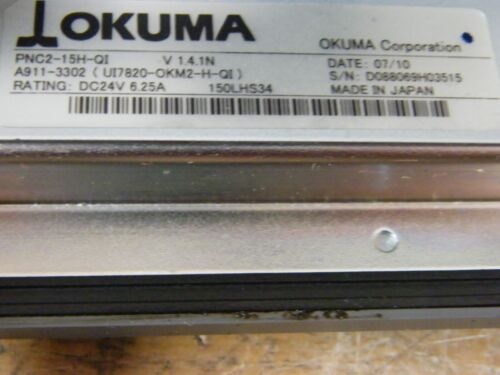 OKUMA
OKUMA Corporation
PNC2-15H-QI V 1.4.1N DATE: 07/10
A911-3302 ( UI7820-OKM2-H-QI ) S/N: D088069H03515
RATING: DC24V 6.25A 150LHS34 MADE IN JAPAN